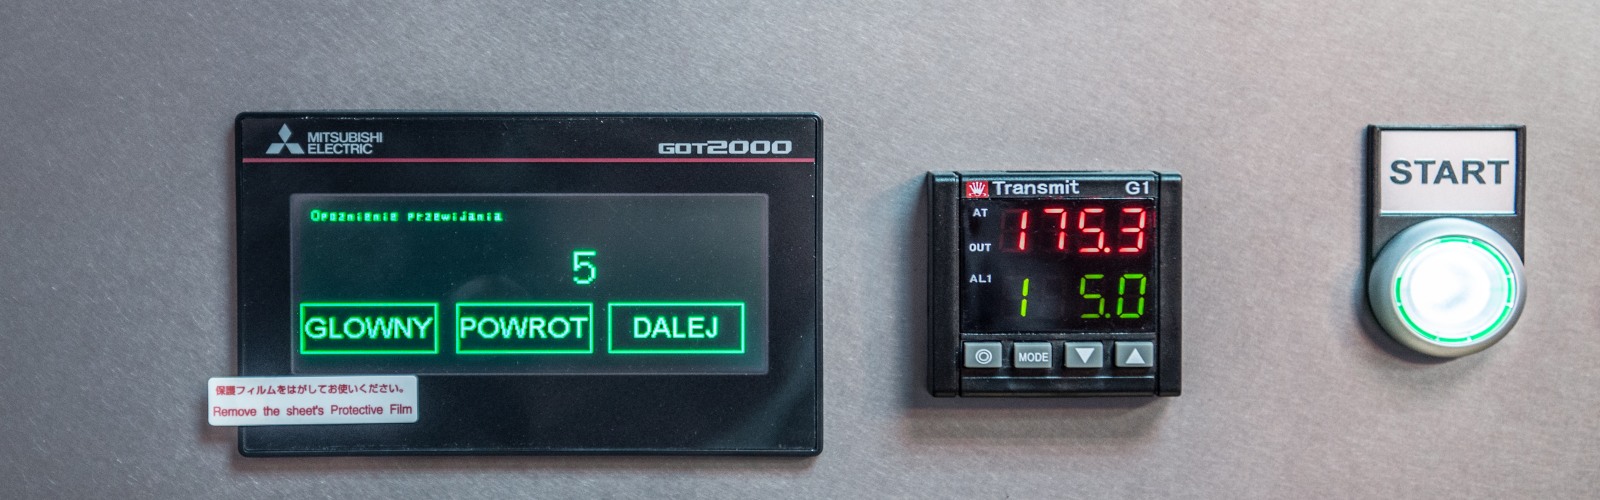 MITSUBISHI
ELECTRIC
GOT2000
Opoznienie przewijania
5
GLOWNY POWROT DALEJ
保護フィルムをはがしてお使いください。
Remove the sheet's Protective Film
Transmit G1
AT
175.3
OUT
AL1
1 5.0
MODE
START